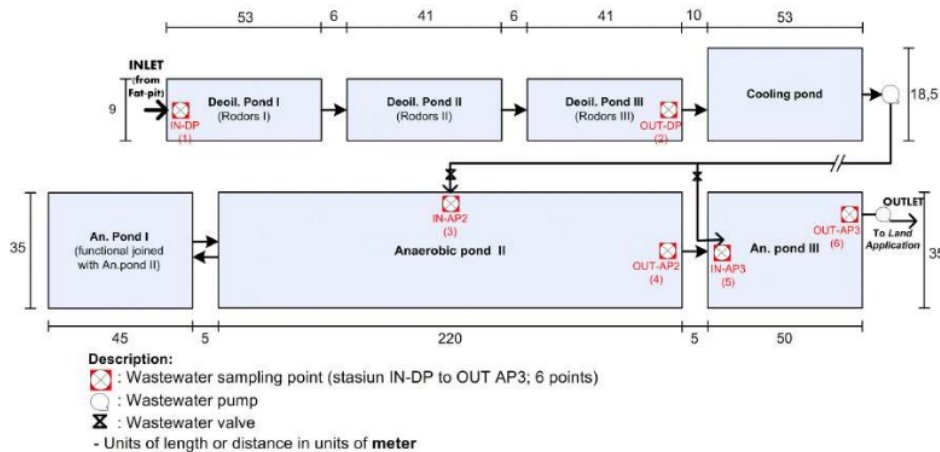 53 6 41 6 41 10 53
INLET
(from
Fat-pit)
9
Deoil. Pond I
(Rodors I)
IN-DP
(1)
Deoil. Pond II
(Rodors II)
Deoil. Pond III
(Rodors III)
OUT-DP
(2)
Cooling pond
18,5
35
An. Pond I
(functional joined
with An.pond II)
IN-AP2
(3)
Anaerobic pond II
OUT-AP2
(4)
An. pond III
IN-AP3
(5)
OUT-AP3
(6)
OUTLET
To Land
Application
35
45 5 220 5 50
Description:
: Wastewater sampling point (stasiun IN-DP to OUT AP3; 6 points)
: Wastewater pump
: Wastewater valve
- Units of length or distance in units of meter